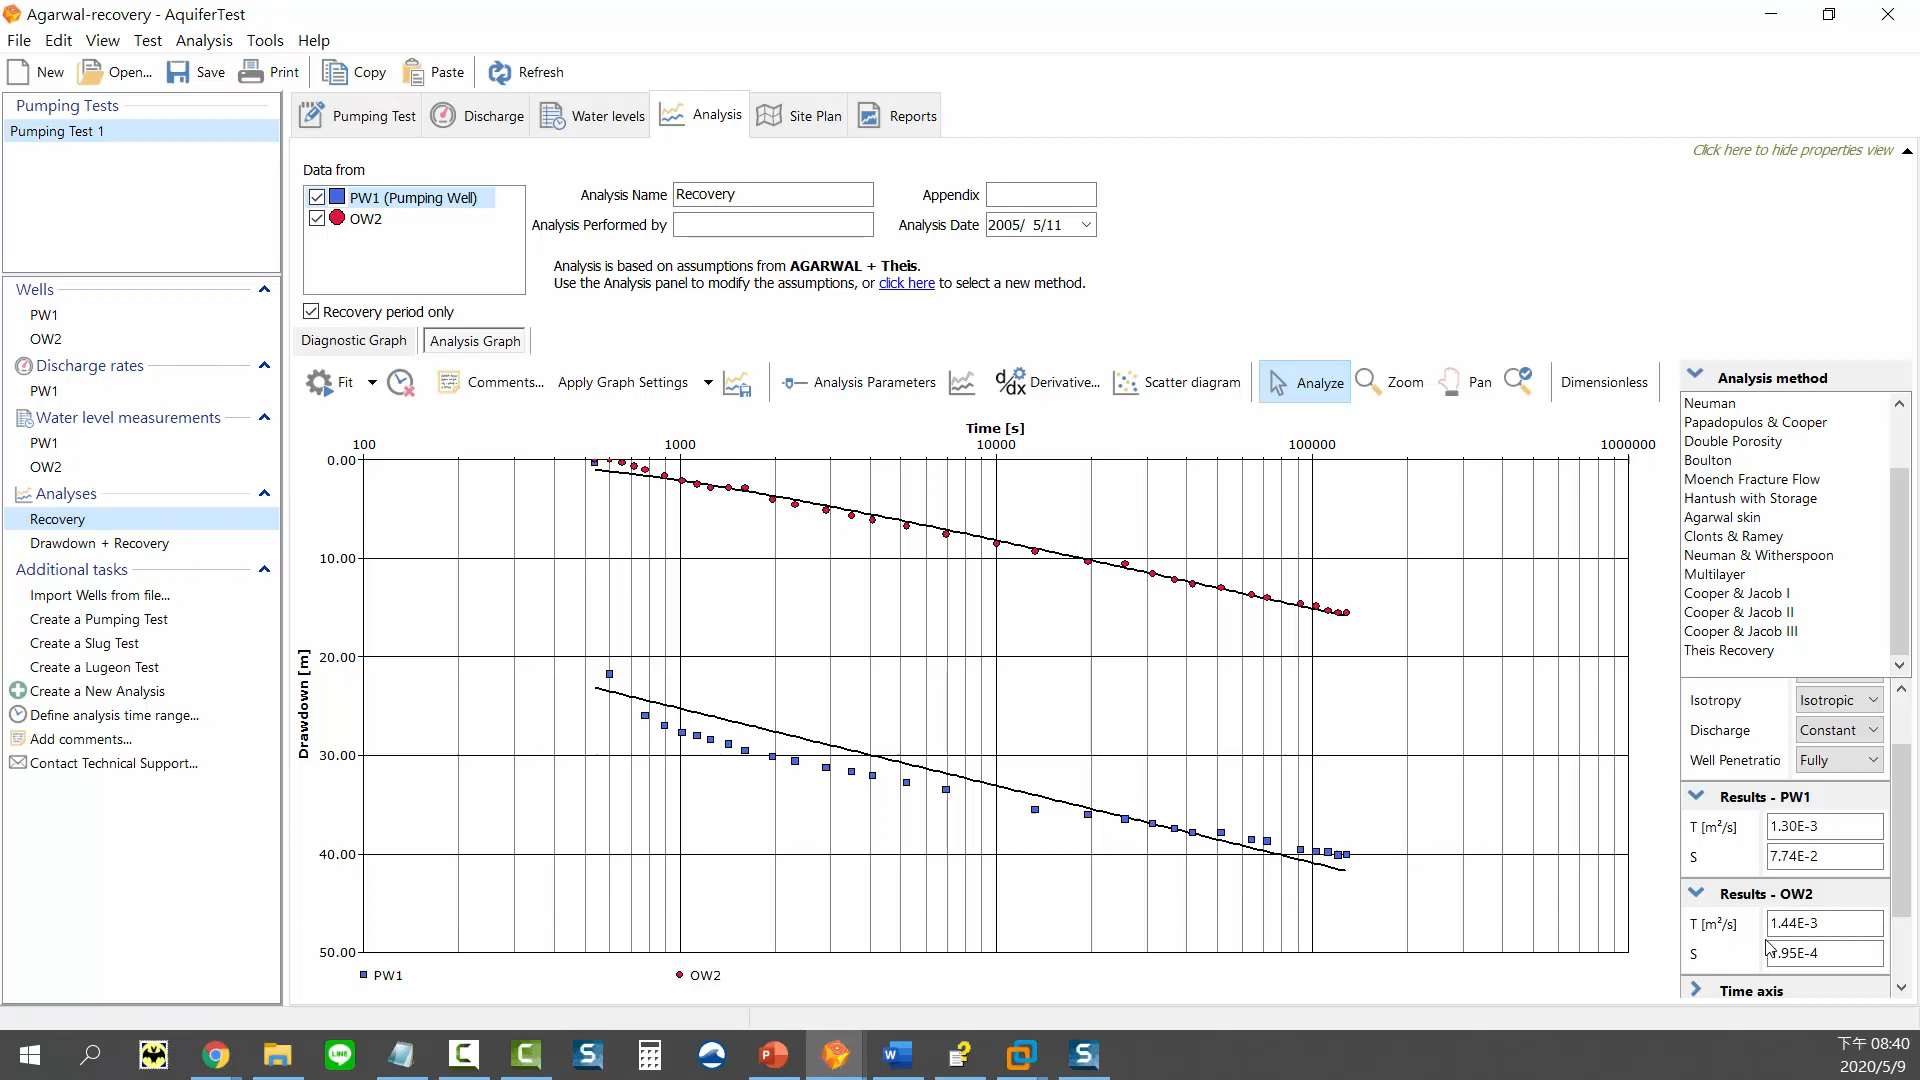 Agarwal-recovery - AquiferTest
File Edit View Test Analysis Tools Help
New Open... Save Print Copy Paste Refresh
Pumping Tests
Pumping Test 1
Wells
PW1
OW2
Discharge rates
PW1
Water level measurements
PW1
OW2
Analyses
Recovery
Drawdown + Recovery
Additional tasks
Import Wells from file...
Create a Pumping Test
Create a Slug Test
Create a Lugeon Test
Create a New Analysis
Define analysis time range...
Add comments...
Contact Technical Support...
Pumping Test Discharge Water levels Analysis Site Plan Reports
Click here to hide properties view
Data from
PW1 (Pumping Well)
OW2
Recovery period only
Analysis Name Recovery Appendix
Analysis Performed by Analysis Date 2005/ 5/11
Analysis is based on assumptions from AGARWAL + Theis.
Use the Analysis panel to modify the assumptions, or click here to select a new method.
Diagnostic Graph Analysis Graph
Fit Comments... Apply Graph Settings Analysis Parameters d/dx Derivative... Scatter diagram Analyze Zoom Pan Dimensionless
Time [s]
100 1000 10000 100000 1000000
0.00
10.00
20.00
30.00
40.00
50.00
Drawdown [m]
PW1 OW2
Analysis method
Neuman
Papadopulos & Cooper
Double Porosity
Boulton
Moench Fracture Flow
Hantush with Storage
Agarwal skin
Clonts & Ramey
Neuman & Witherspoon
Multilayer
Cooper & Jacob I
Cooper & Jacob II
Cooper & Jacob III
Theis Recovery
Isotropy Isotropic
Discharge Constant
Well Penetratio Fully
Results - PW1
T [m²/s] 1.30E-3
S 7.74E-2
Results - OW2
T [m²/s] 1.44E-3
S .95E-4
Time axis
LINE
下午 08:40
2020/5/9